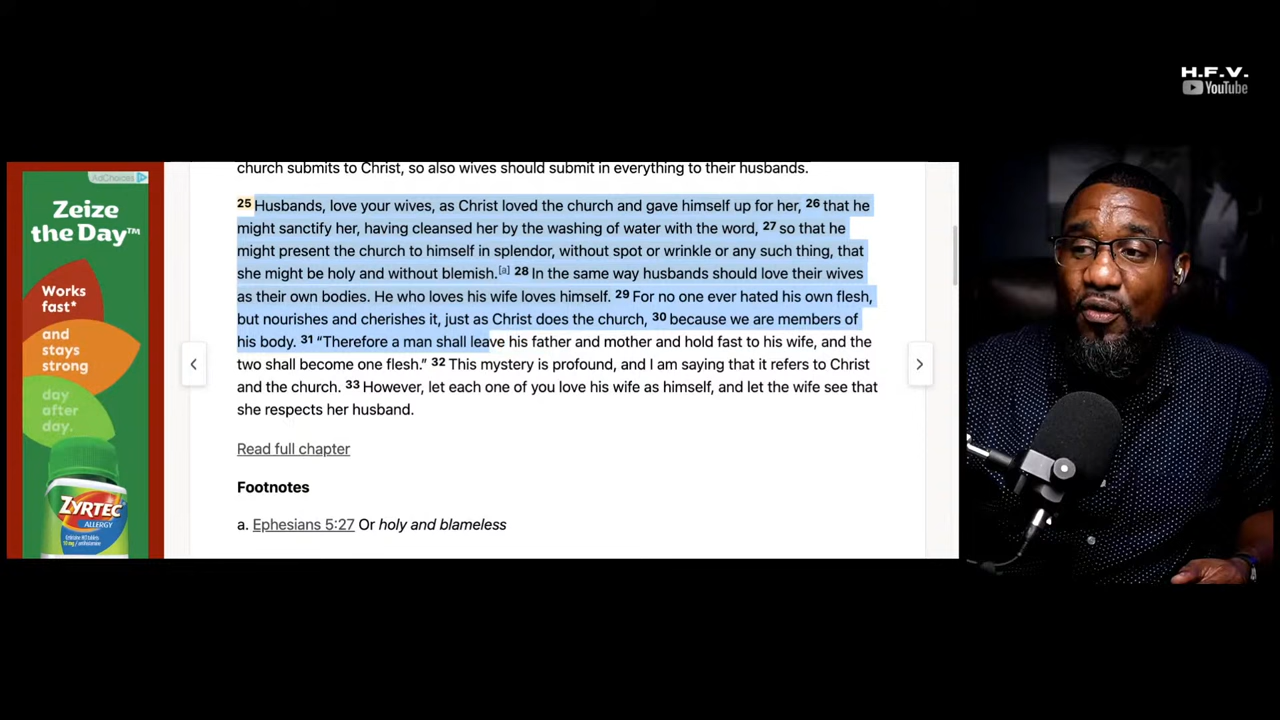 H.F.V.
YouTube
AdChoices
Zeize
the Day™
Works
fast*
and
stays
strong
day
after
day.
ZYRTEC
ALLERGY
church submits to Christ, so also wives should submit in everything to their husbands.
25 Husbands, love your wives, as Christ loved the church and gave himself up for her, 26 that he
might sanctify her, having cleansed her by the washing of water with the word, 27 so that he
might present the church to himself in splendor, without spot or wrinkle or any such thing, that
she might be holy and without blemish.[a] 28 In the same way husbands should love their wives
as their own bodies. He who loves his wife loves himself. 29 For no one ever hated his own flesh,
but nourishes and cherishes it, just as Christ does the church, 30 because we are members of
his body. 31 “Therefore a man shall leave his father and mother and hold fast to his wife, and the
two shall become one flesh.” 32 This mystery is profound, and I am saying that it refers to Christ
and the church. 33 However, let each one of you love his wife as himself, and let the wife see that
she respects her husband.
Read full chapter
Footnotes
a. Ephesians 5:27 Or holy and blameless